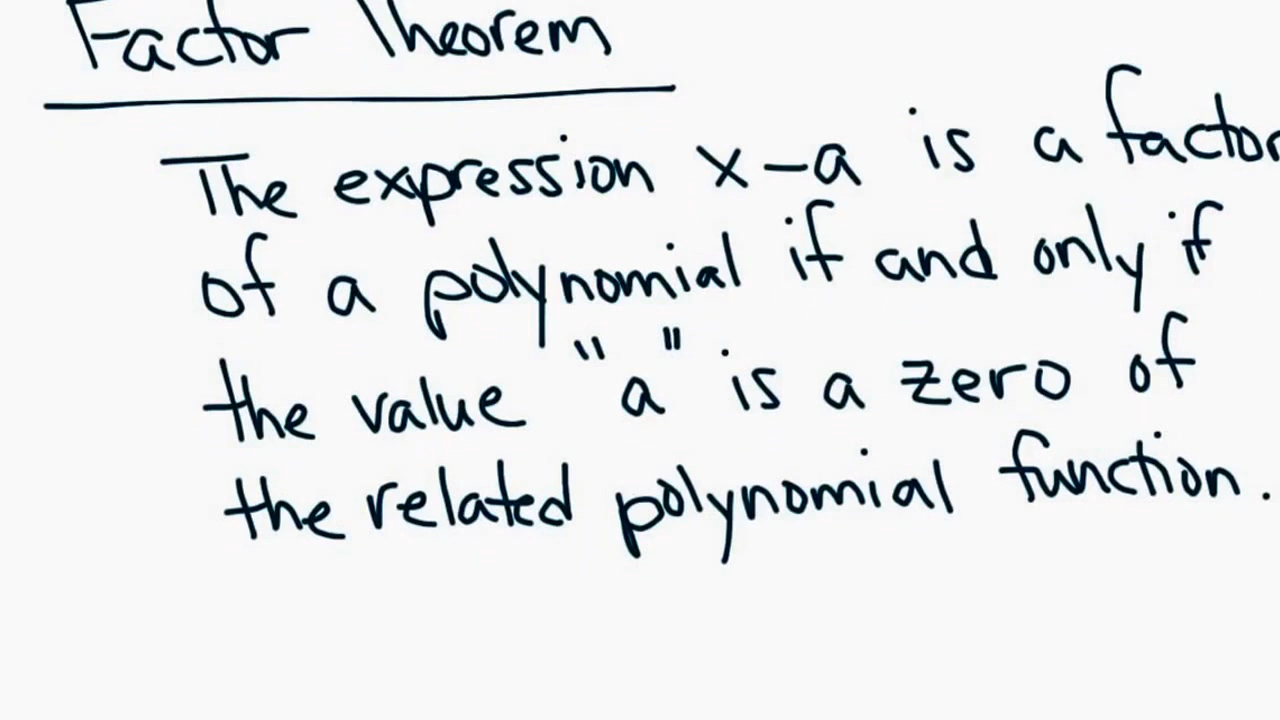 Factor Theorem
The expression x-a is a factor
of a polynomial if and only if
the value "a" is a zero of
the related polynomial function.